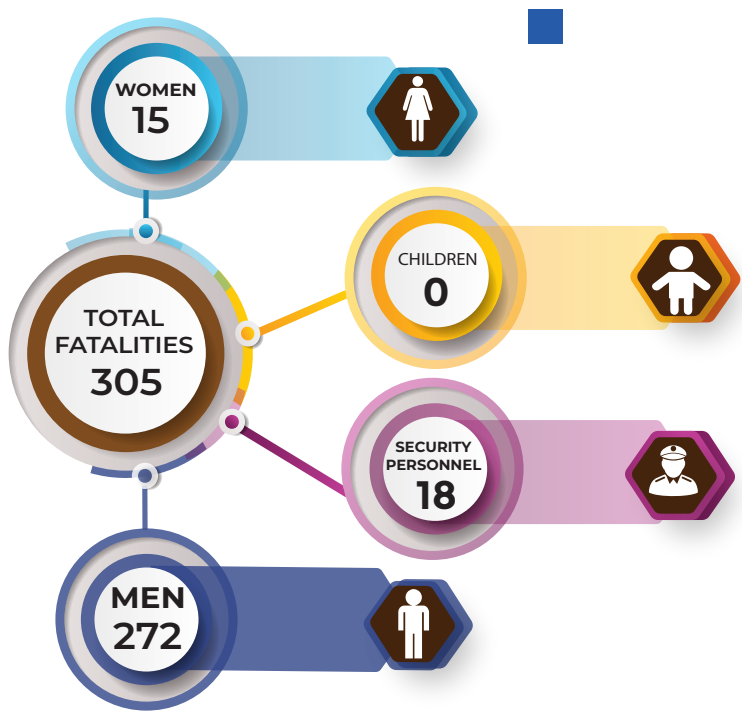 WOMEN
15
CHILDREN
0
TOTAL
FATALITIES
305
SECURITY
PERSONNEL
18
MEN
272